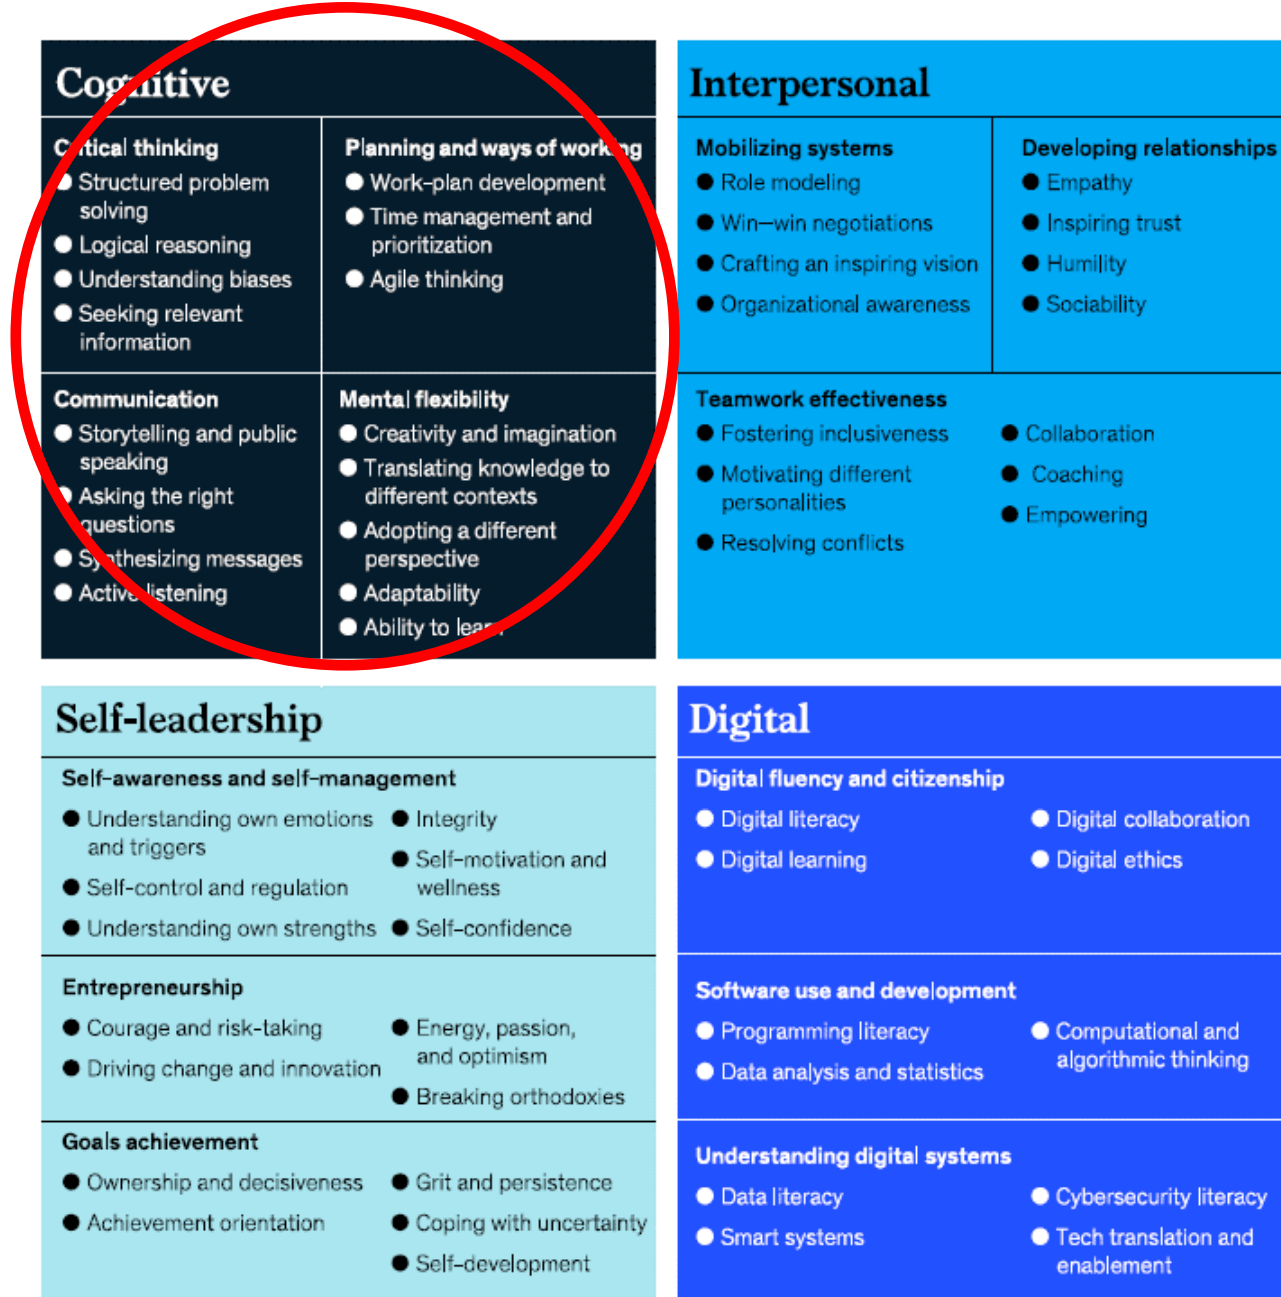 Cognitive
Critical thinking
Structured problem
solving
Logical reasoning
Understanding biases
Seeking relevant
information
Planning and ways of working
Work-plan development
Time management and
prioritization
Agile thinking
Communication
Storytelling and public
speaking
Asking the right
questions
Synthesizing messages
Active listening
Mental flexibility
Creativity and imagination
Translating knowledge to
different contexts
Adopting a different
perspective
Adaptability
Ability to learn
Interpersonal
Mobilizing systems
Role modeling
Win–win negotiations
Crafting an inspiring vision
Organizational awareness
Developing relationships
Empathy
Inspiring trust
Humility
Sociability
Teamwork effectiveness
Fostering inclusiveness
Motivating different
personalities
Resolving conflicts
Collaboration
Coaching
Empowering
Self-leadership
Self-awareness and self-management
Understanding own emotions
and triggers
Self-control and regulation
Understanding own strengths
Integrity
Self-motivation and
wellness
Self-confidence
Entrepreneurship
Courage and risk-taking
Driving change and innovation
Energy, passion,
and optimism
Breaking orthodoxies
Goals achievement
Ownership and decisiveness
Achievement orientation
Grit and persistence
Coping with uncertainty
Self-development
Digital
Digital fluency and citizenship
Digital literacy
Digital learning
Digital collaboration
Digital ethics
Software use and development
Programming literacy
Data analysis and statistics
Computational and
algorithmic thinking
Understanding digital systems
Data literacy
Smart systems
Cybersecurity literacy
Tech translation and
enablement